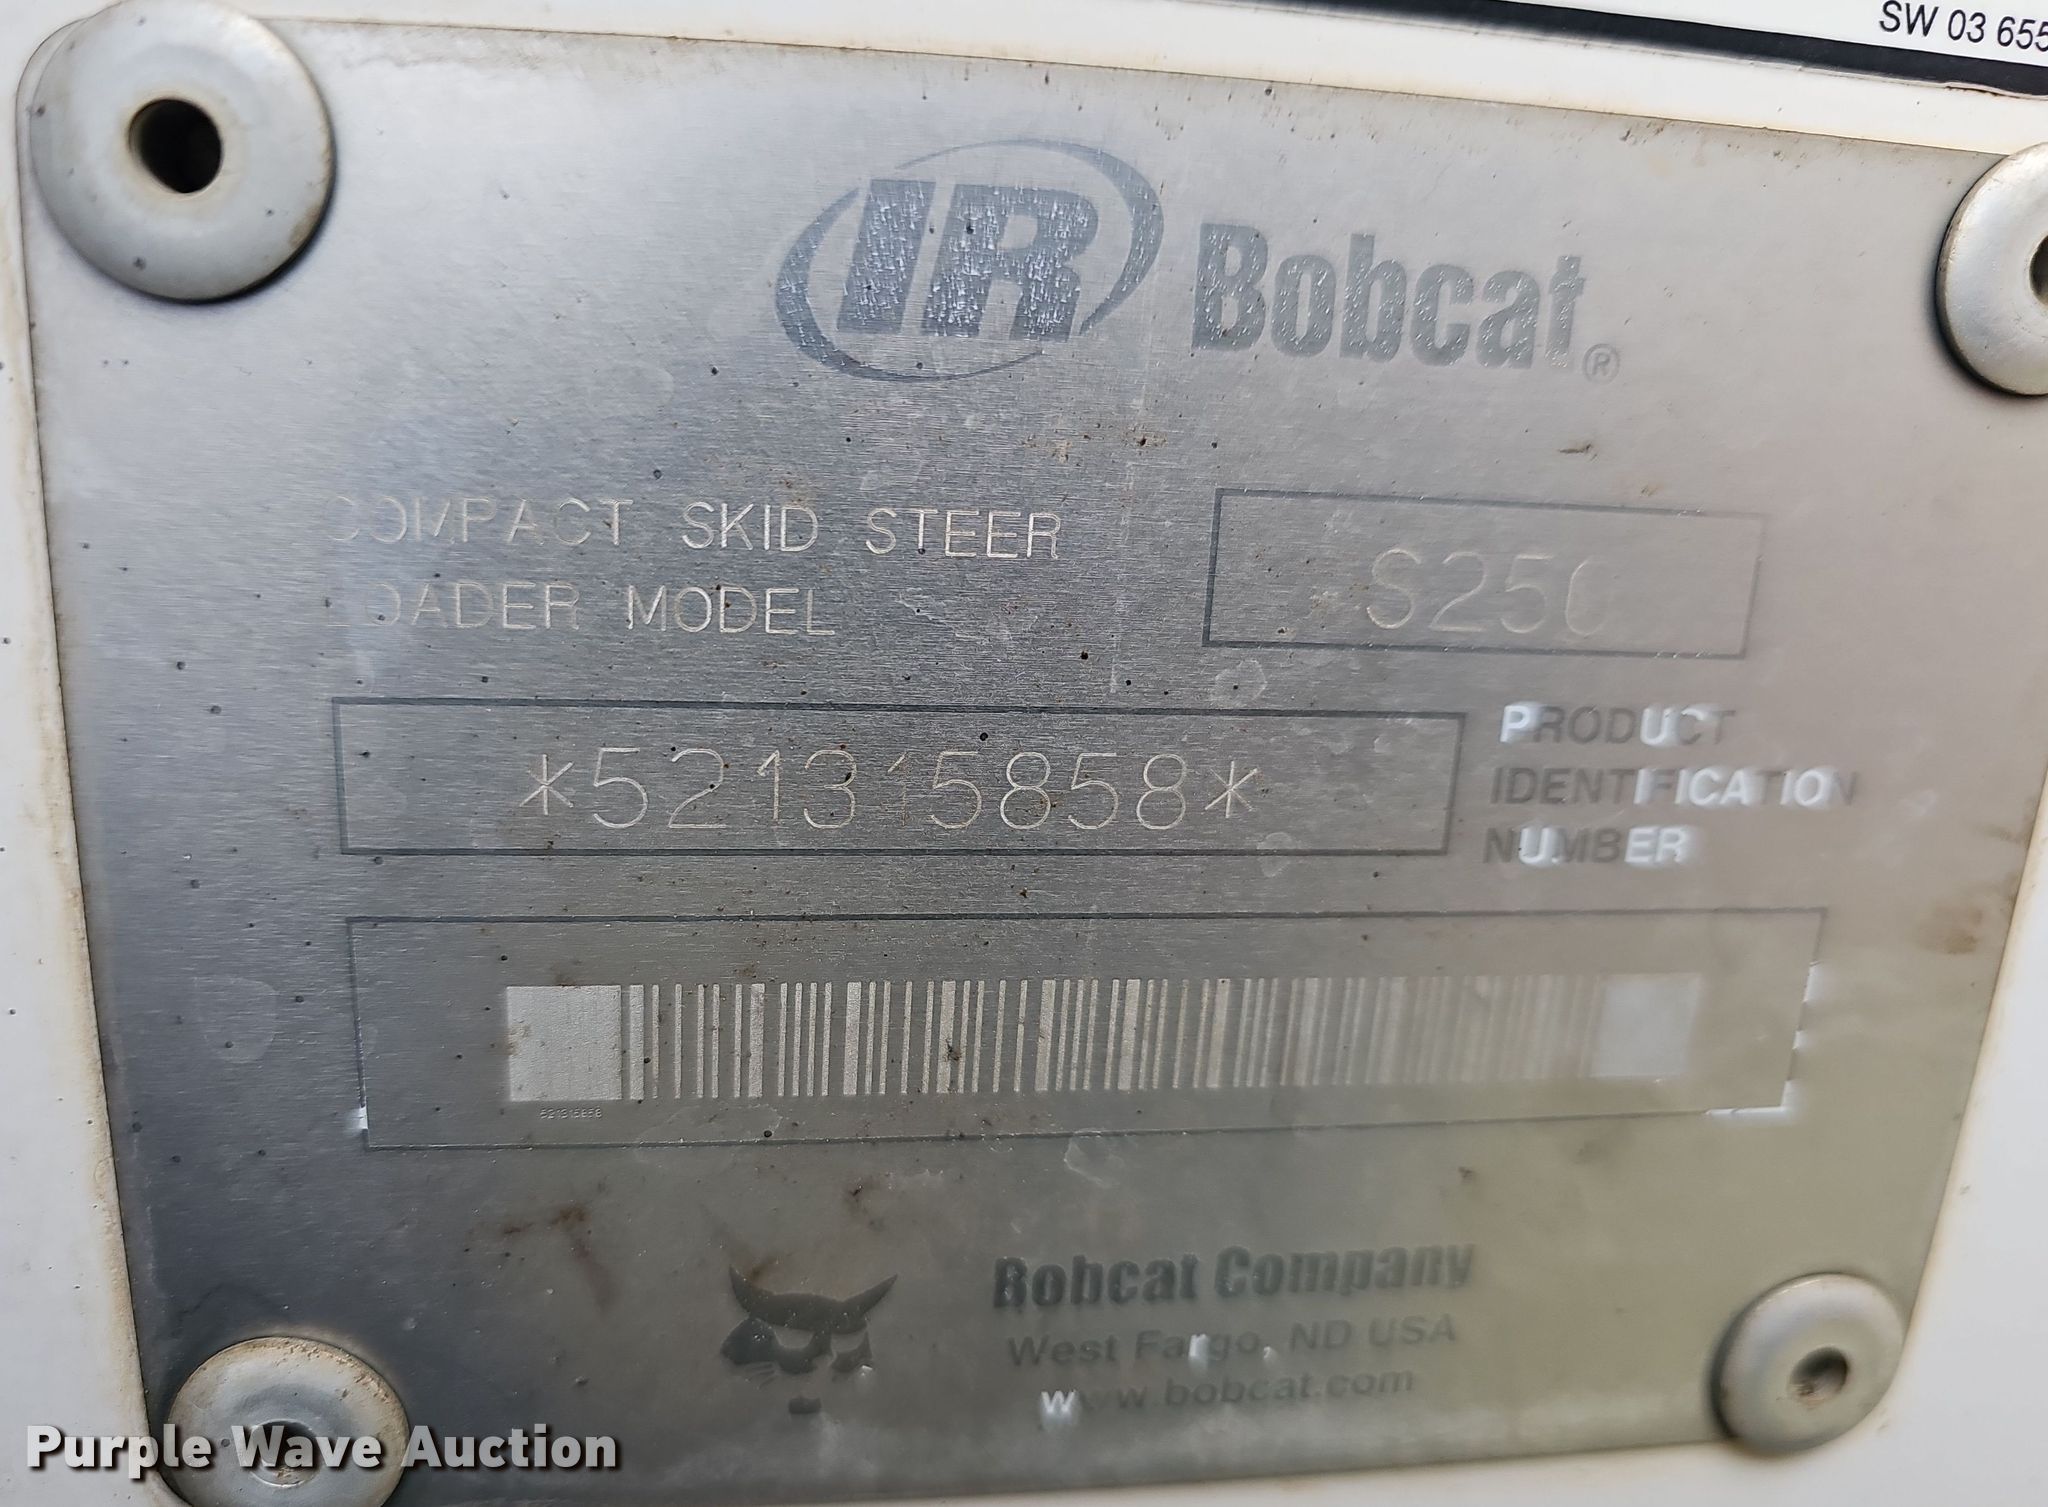 SW 03 655
IR Bobcat®
COMPACT SKID STEER
LOADER MODEL
S250
*521315858*
PRODUCT
IDENTIFICATION
NUMBER
521315858
Bobcat Company
West Fargo, ND USA
www.bobcat.com
Purple Wave Auction